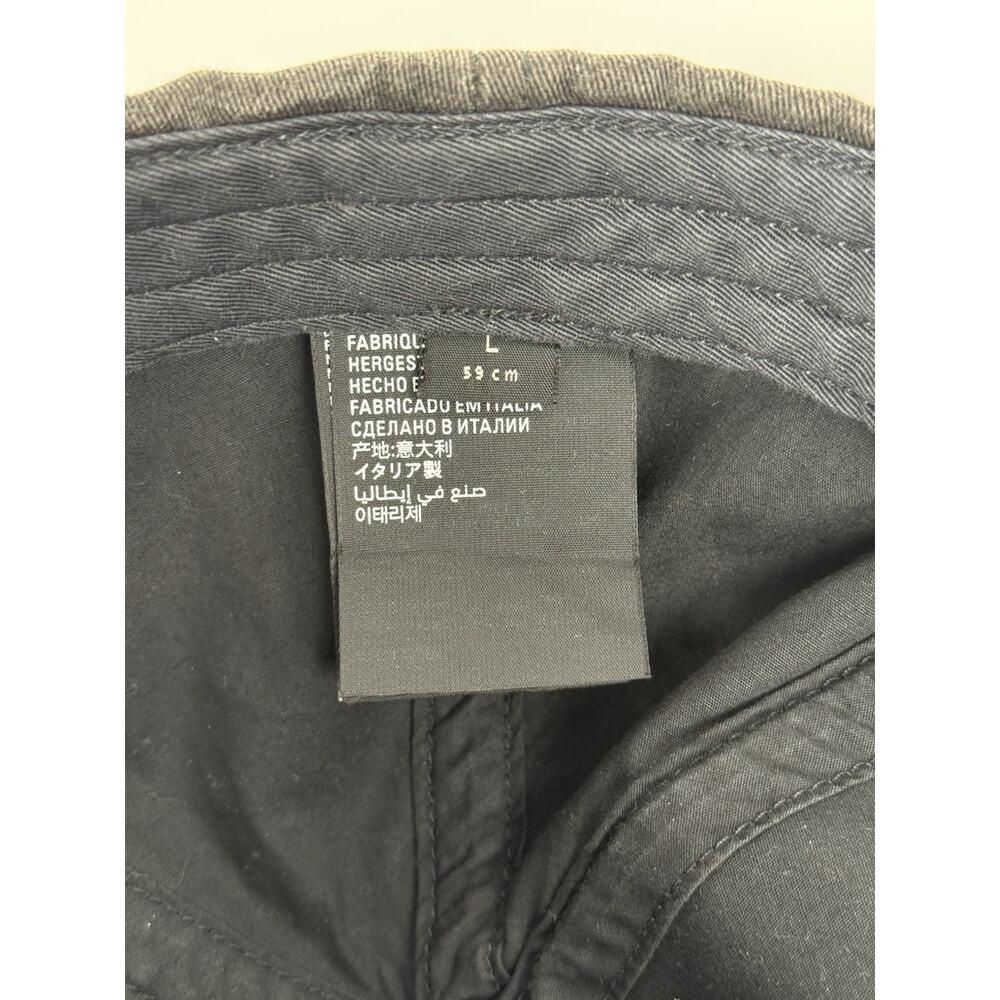 L
59 cm
FABRIQU
HERGES
HECHO E
FABRICADO EM ITALIA
СДЕЛАНО В ИТАЛИИ
产地:意大利
イタリア製
صنع في إيطاليا
이태리제